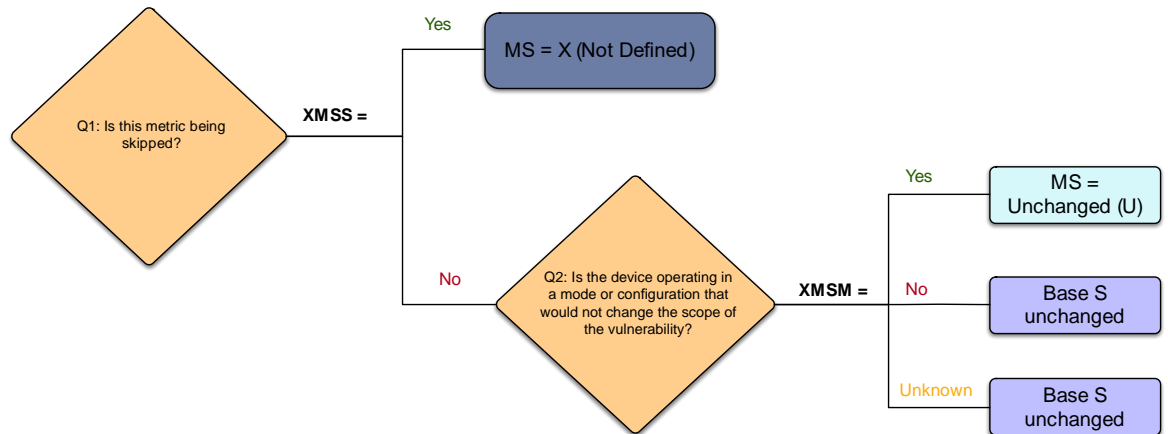 Yes
MS = X (Not Defined)
Q1: Is this metric being
skipped?
XMSS =
Yes
MS =
Unchanged (U)
No
Q2: Is the device operating in
a mode or configuration that
would not change the scope of
the vulnerability?
XMSM =
No
Base S
unchanged
Unknown
Base S
unchanged